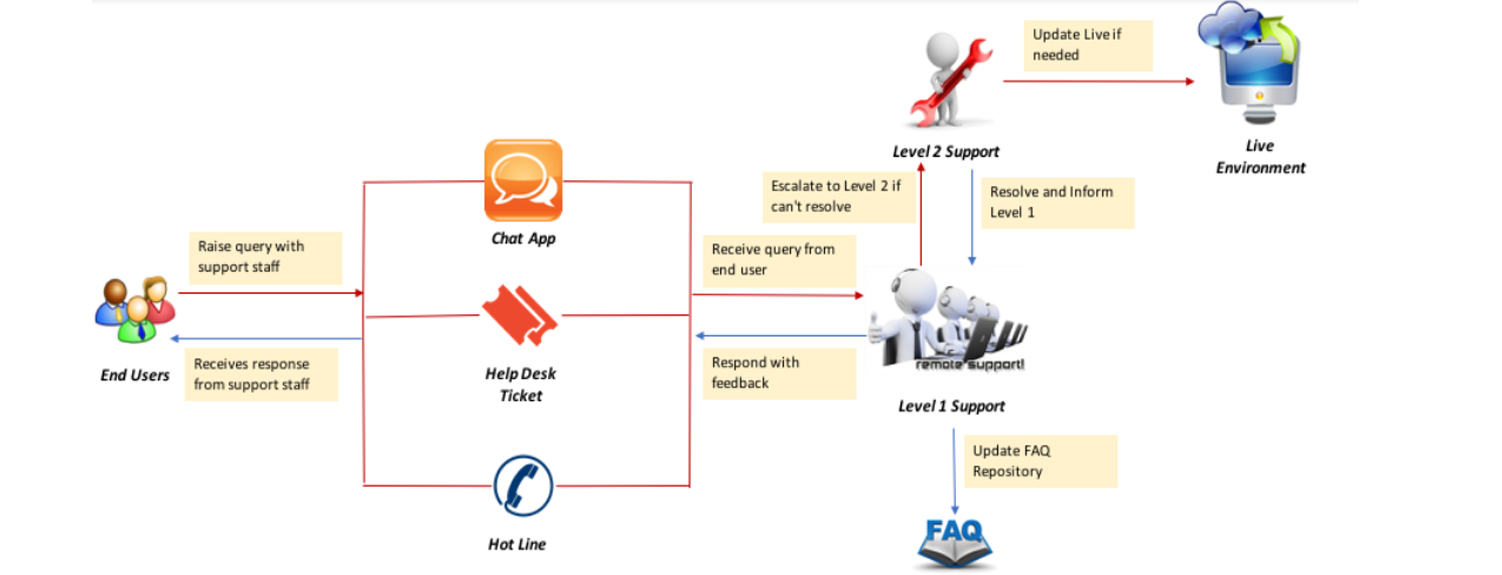 Update Live if
needed
Level 2 Support
Live
Environment
Escalate to Level 2 if
can't resolve
Resolve and Inform
Level 1
Chat App
Raise query with
support staff
Receive query from
end user
End Users
Receives response
from support staff
Help Desk
Ticket
Respond with
feedback
remote support!
Level 1 Support
Update FAQ
Repository
Hot Line
FAQ